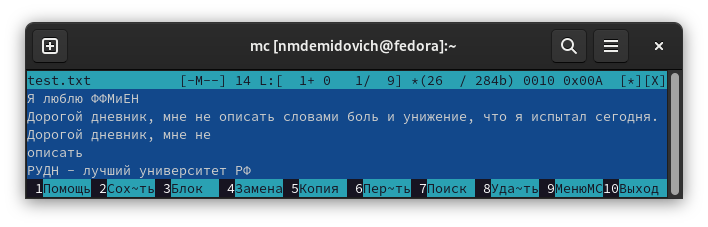 mc [nmdemidovich@fedora]:~
test.txt [-M--] 14 L:[ 1+ 0 1/ 9] *(26 / 284b) 0010 0x00A [*][X]
Я люблю ФФМиЕН
Дорогой дневник, мне не описать словами боль и унижение, что я испытал сегодня.
Дорогой дневник, мне не
описать
РУДН – лучший университет РФ
1Помощь 2Сох~ть 3Блок 4Замена 5Копия 6Пер~ть 7Поиск 8Уда~ть 9МенюMC 10Выход